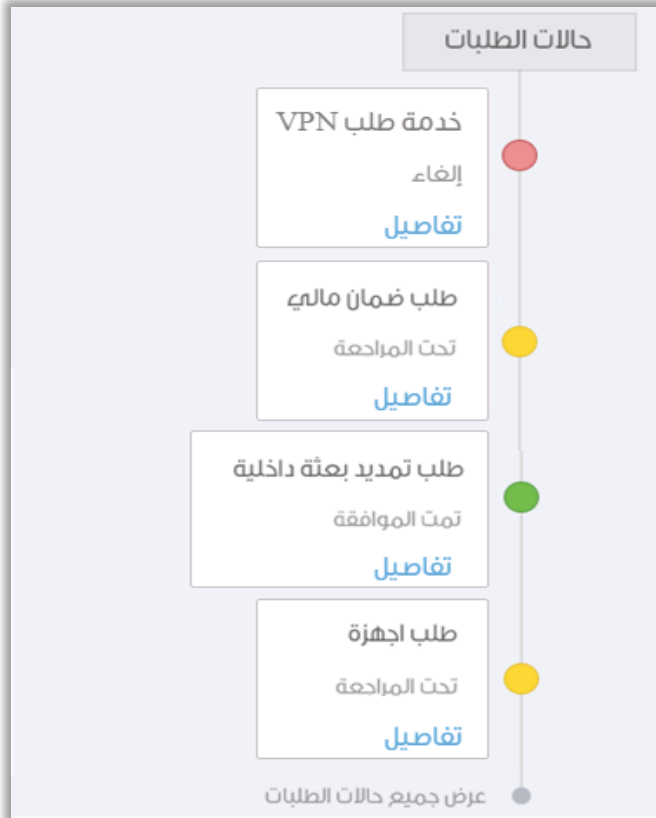 حالات الطلبات
خدمة طلب VPN
إلغاء
تفاصيل
طلب ضمان مالي
تحت المراجعة
تفاصيل
طلب تمديد بعثة داخلية
تمت الموافقة
تفاصيل
طلب اجهزة
تحت المراجعة
تفاصيل
عرض جميع حالات الطلبات